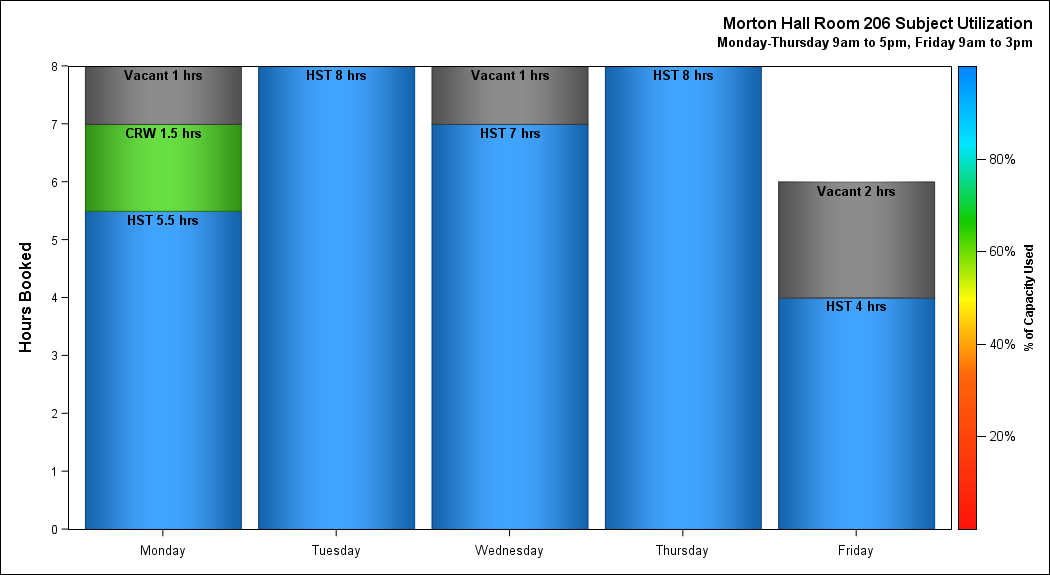 Morton Hall Room 206 Subject Utilization
Monday-Thursday 9am to 5pm, Friday 9am to 3pm
Hours Booked
8
7
6
5
4
3
2
1
0
Vacant 1 hrs
CRW 1.5 hrs
HST 5.5 hrs
HST 8 hrs
Vacant 1 hrs
HST 7 hrs
HST 8 hrs
Vacant 2 hrs
HST 4 hrs
Monday
Tuesday
Wednesday
Thursday
Friday
80%
60%
40%
20%
% of Capacity Used